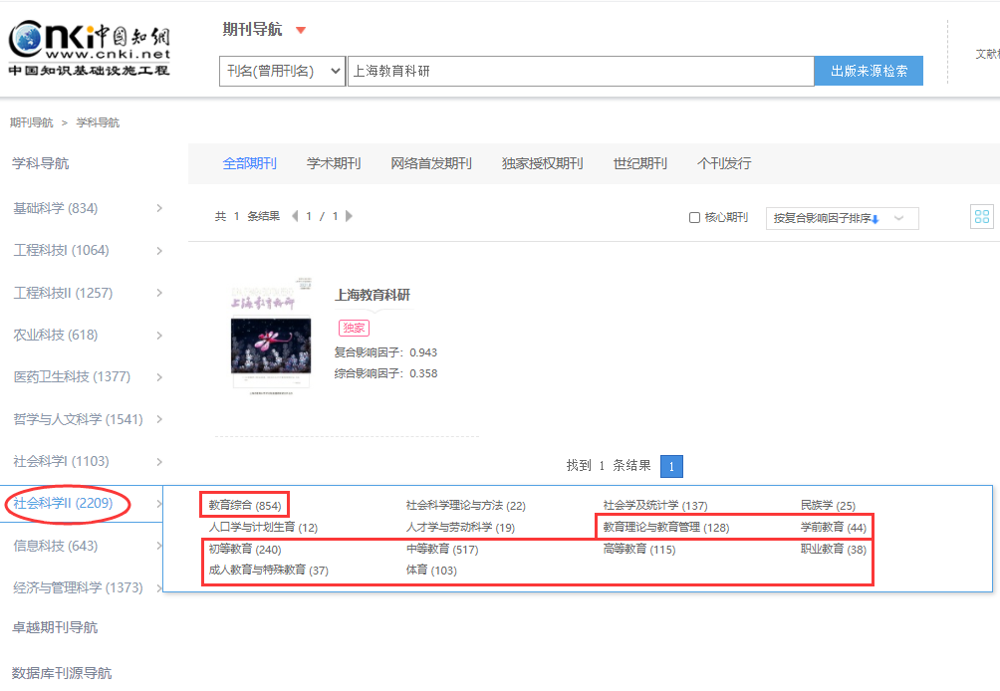 Cnki中国知網
www.cnki.net
中国知识基础设施工程
期刊导航
刊名(曾用刊名) 上海教育科研 出版来源检索
文献
期刊导航 > 学科导航
学科导航
全部期刊 学术期刊 网络首发期刊 独家授权期刊 世纪期刊 个刊发行
共 1 条结果 1 / 1
核心期刊 按复合影响因子排序
基础科学 (834)
工程科技I (1064)
工程科技II (1257)
农业科技 (618)
医药卫生科技 (1377)
哲学与人文科学 (1541)
社会科学I (1103)
社会科学II (2209)
信息科技 (643)
经济与管理科学 (1373)
卓越期刊导航
数据库刊源导航
上海教育科研
上海教育科研
独家
复合影响因子: 0.943
综合影响因子: 0.358
找到 1 条结果 1
教育综合 (854) 社会科学理论与方法 (22) 社会学及统计学 (137) 民族学 (25)
人口学与计划生育 (12) 人才学与劳动科学 (19) 教育理论与教育管理 (128) 学前教育 (44)
初等教育 (240) 中等教育 (517) 高等教育 (115) 职业教育 (38)
成人教育与特殊教育 (37) 体育 (103)